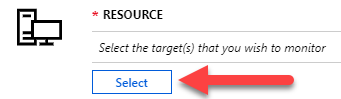 * RESOURCE
Select the target(s) that you wish to monitor
Select